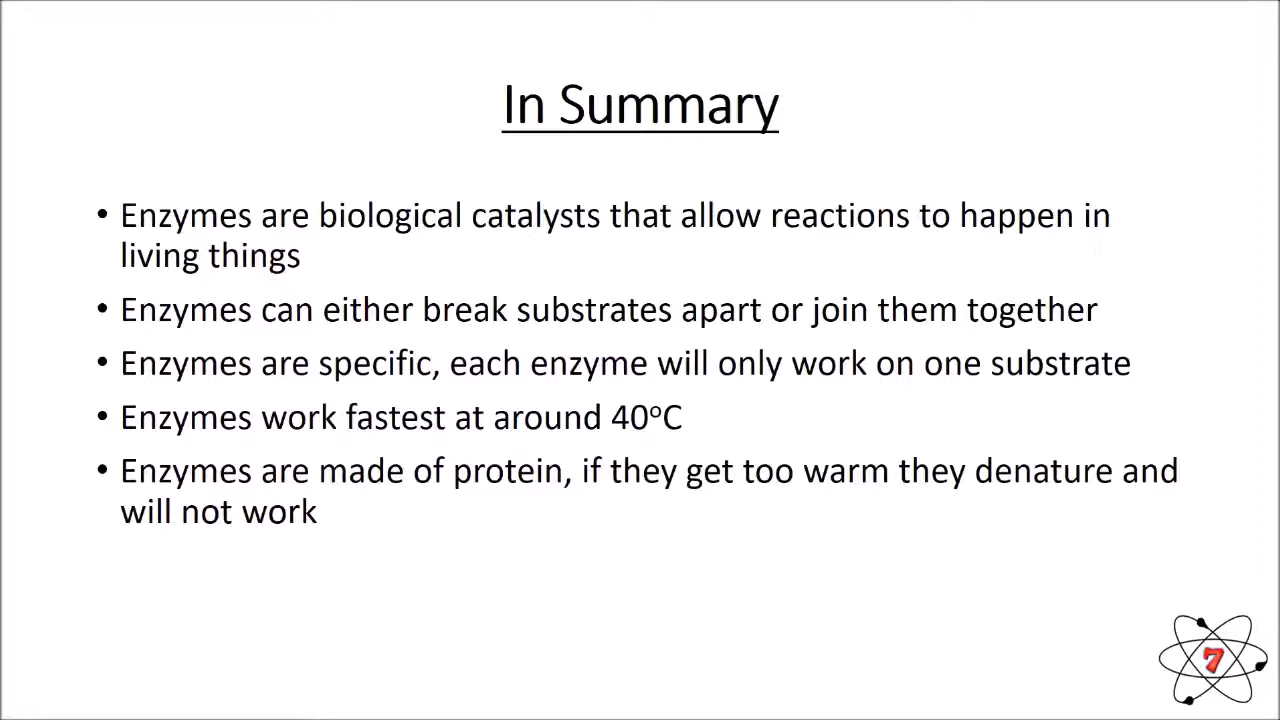 In Summary
• Enzymes are biological catalysts that allow reactions to happen in
living things
• Enzymes can either break substrates apart or join them together
• Enzymes are specific, each enzyme will only work on one substrate
• Enzymes work fastest at around 40ºC
• Enzymes are made of protein, if they get too warm they denature and
will not work
7